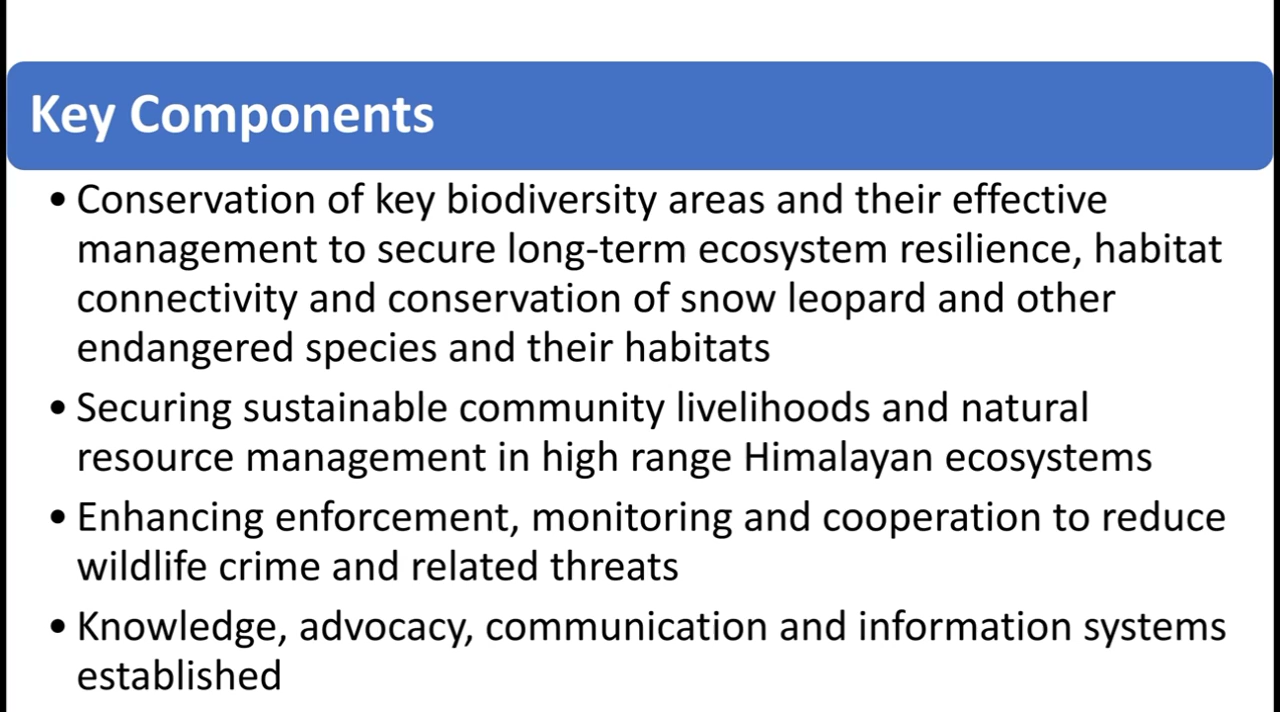 Key Components
• Conservation of key biodiversity areas and their effective
management to secure long-term ecosystem resilience, habitat
connectivity and conservation of snow leopard and other
endangered species and their habitats
• Securing sustainable community livelihoods and natural
resource management in high range Himalayan ecosystems
• Enhancing enforcement, monitoring and cooperation to reduce
wildlife crime and related threats
• Knowledge, advocacy, communication and information systems
established